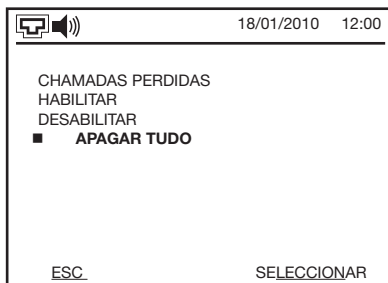 18/01/2010 12:00
CHAMADAS PERDIDAS
HABILITAR
DESABILITAR
■ APAGAR TUDO
ESC SELECCIONAR